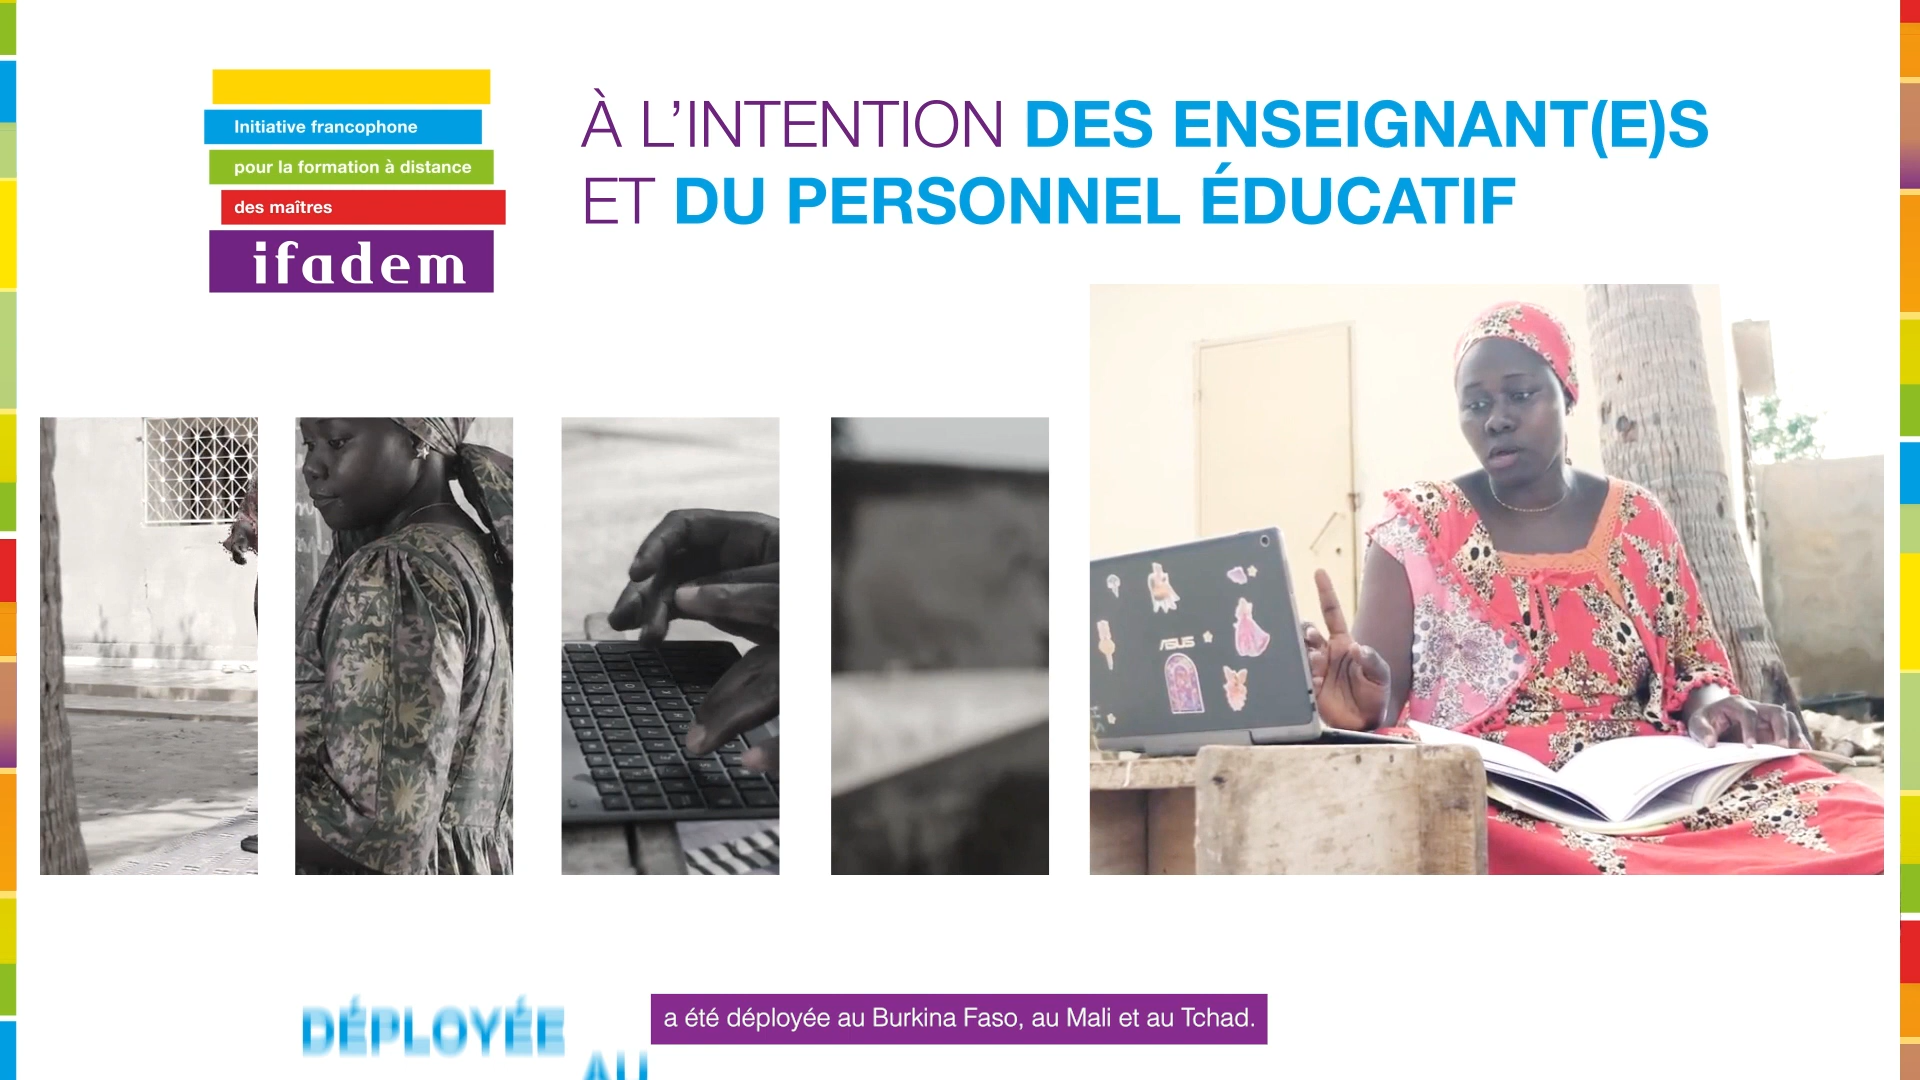 Initiative francophone
pour la formation à distance
des maîtres
ifadem
À L’INTENTION DES ENSEIGNANT(E)S
ET DU PERSONNEL ÉDUCATIF
ASUS
DÉPLOYÉE
AU
a été déployée au Burkina Faso, au Mali et au Tchad.